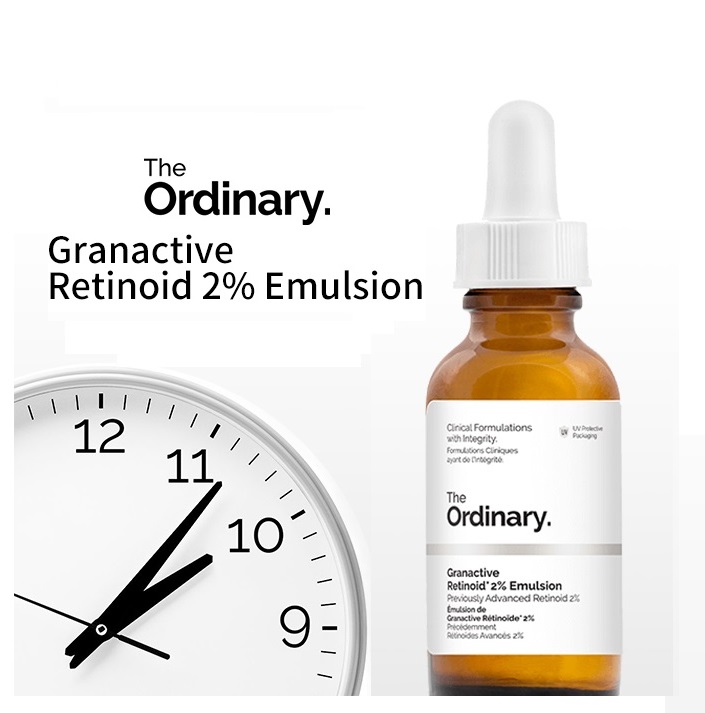 The
Ordinary.
Granactive
Retinoid 2% Emulsion
12
11
10
9
Clinical Formulations
with Integrity.
Formulations Cliniques
ayant de l'intégrité.
UV
UV Protective
Packaging
The
Ordinary.
Granactive
Retinoid* 2% Emulsion
Previously Advanced Retinoid 2%
Émulsion de
Granactive Rétinoïde* 2%
Précédemment
Rétinoïdes Avancés 2%